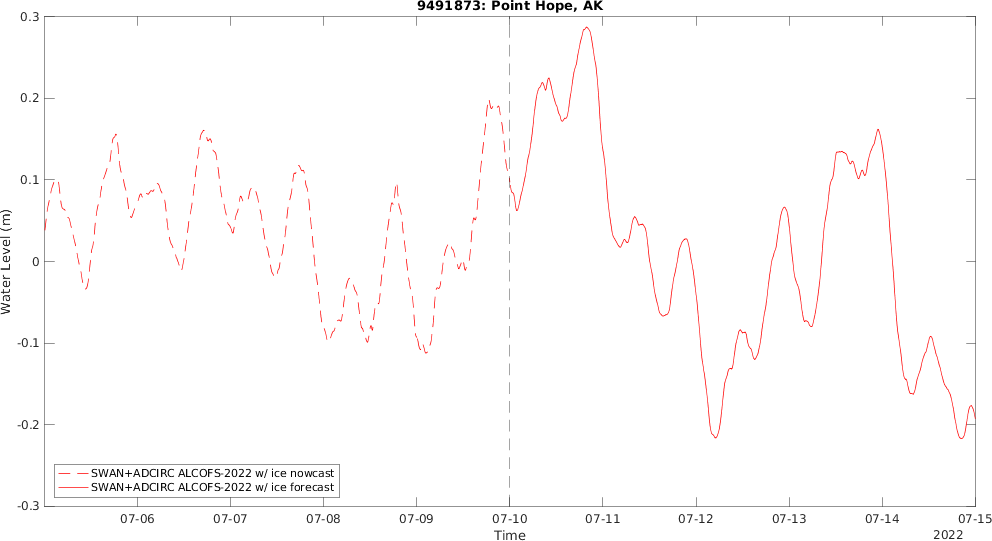 9491873: Point Hope, AK
0.3
0.2
0.1
0
-0.1
-0.2
-0.3
Water Level (m)
SWAN+ADCIRC ALCOFS-2022 w/ ice nowcast
SWAN+ADCIRC ALCOFS-2022 w/ ice forecast
07-06 07-07 07-08 07-09 07-10 07-11 07-12 07-13 07-14 07-15
Time
2022